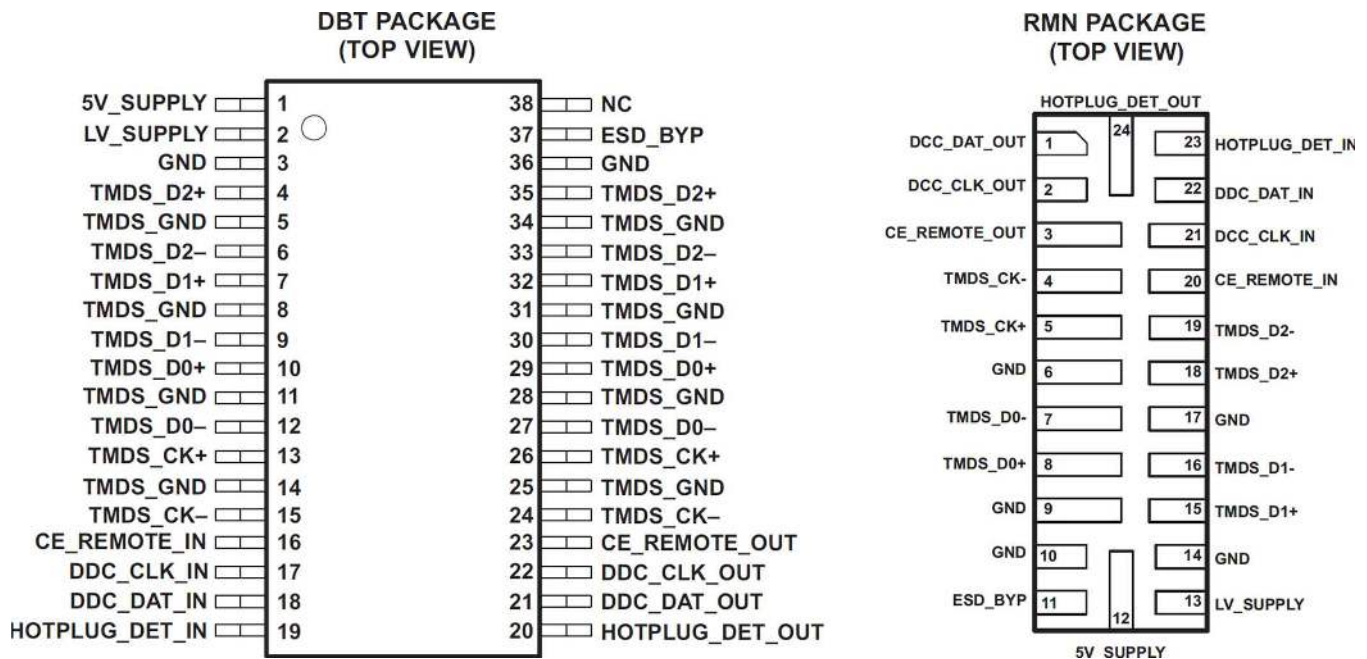 DBT PACKAGE
(TOP VIEW)
5V_SUPPLY 1 38 NC
LV_SUPPLY 2 37 ESD_BYP
GND 3 36 GND
TMDS_D2+ 4 35 TMDS_D2+
TMDS_GND 5 34 TMDS_GND
TMDS_D2– 6 33 TMDS_D2–
TMDS_D1+ 7 32 TMDS_D1+
TMDS_GND 8 31 TMDS_GND
TMDS_D1– 9 30 TMDS_D1–
TMDS_D0+ 10 29 TMDS_D0+
TMDS_GND 11 28 TMDS_GND
TMDS_D0– 12 27 TMDS_D0–
TMDS_CK+ 13 26 TMDS_CK+
TMDS_GND 14 25 TMDS_GND
TMDS_CK– 15 24 TMDS_CK–
CE_REMOTE_IN 16 23 CE_REMOTE_OUT
DDC_CLK_IN 17 22 DDC_CLK_OUT
DDC_DAT_IN 18 21 DDC_DAT_OUT
HOTPLUG_DET_IN 19 20 HOTPLUG_DET_OUT
RMN PACKAGE
(TOP VIEW)
HOTPLUG_DET_OUT
24
DCC_DAT_OUT 1 23 HOTPLUG_DET_IN
DCC_CLK_OUT 2 22 DDC_DAT_IN
CE_REMOTE_OUT 3 21 DCC_CLK_IN
TMDS_CK- 4 20 CE_REMOTE_IN
TMDS_CK+ 5 19 TMDS_D2-
GND 6 18 TMDS_D2+
TMDS_D0- 7 17 GND
TMDS_D0+ 8 16 TMDS_D1-
GND 9 15 TMDS_D1+
GND 10 14 GND
ESD_BYP 11 13 LV_SUPPLY
12
5V_SUPPLY